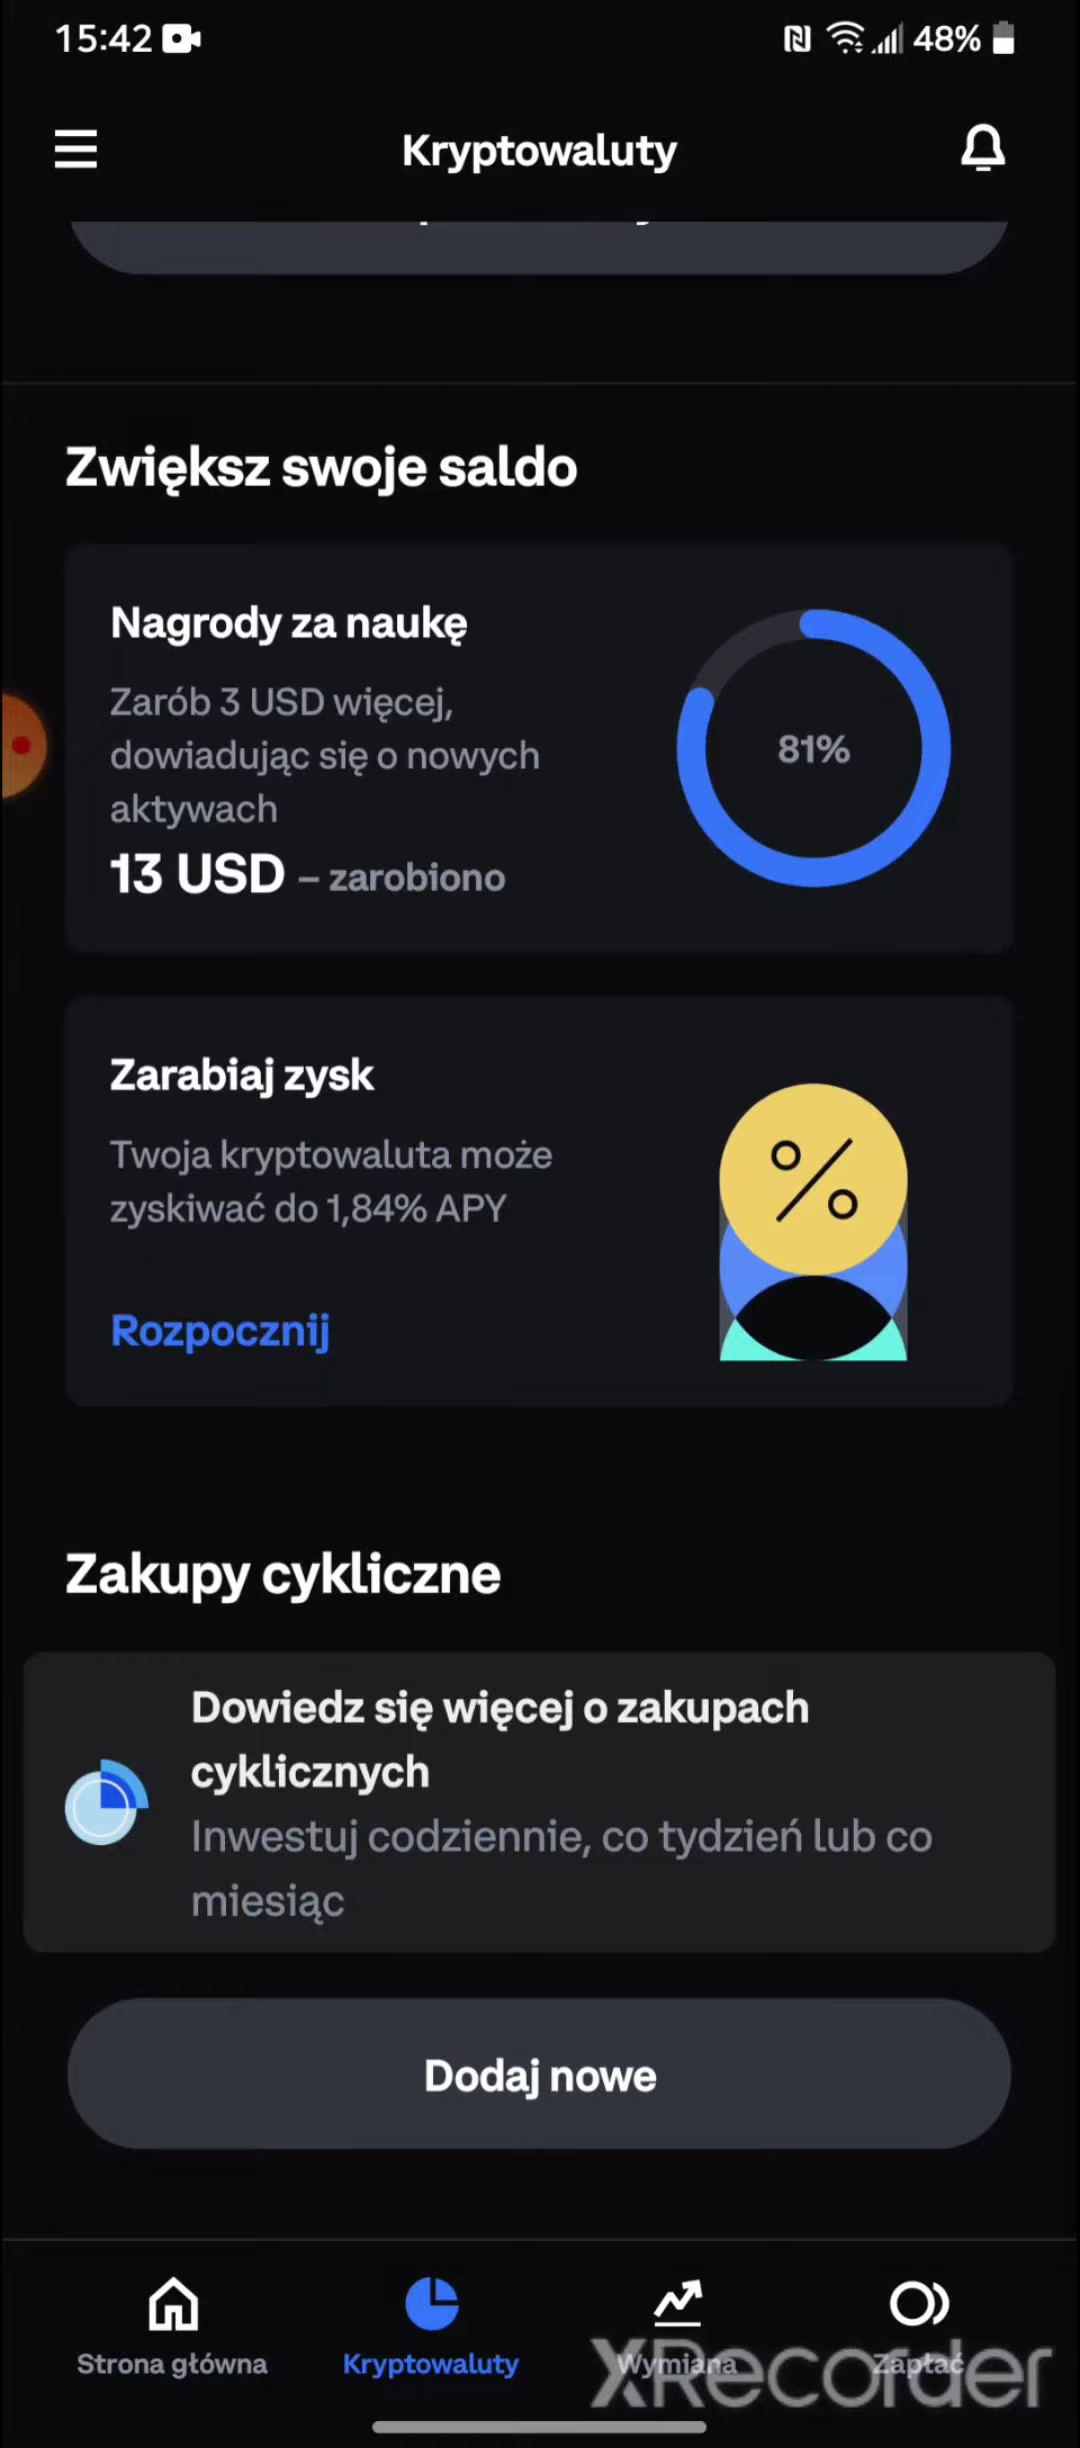 15:42
48%
Kryptowaluty
Zwiększ swoje saldo
Nagrody za naukę
Zarób 3 USD więcej,
dowiadując się o nowych
aktywach
13 USD – zarobiono
81%
Zarabiaj zysk
Twoja kryptowaluta może
zyskiwać do 1,84% APY
Rozpocznij
Zakupy cykliczne
Dowiedz się więcej o zakupach
cyklicznych
Inwestuj codziennie, co tydzień lub co
miesiąc
Dodaj nowe
Strona główna
Kryptowaluty
Wymiana
Zapłać
XRecorder